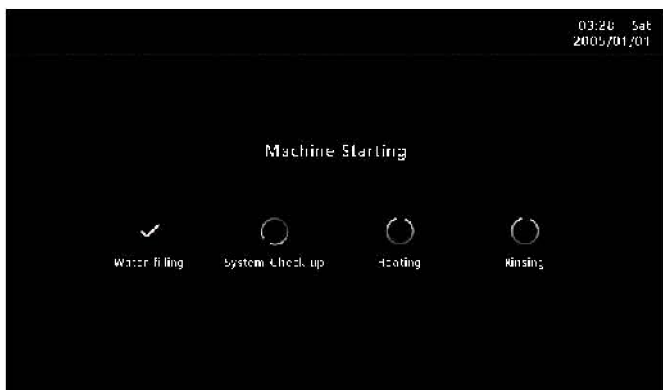 03:28 Sat
2005/01/01
Machine Starting
Water filling
System Check up
Heating
Rinsing